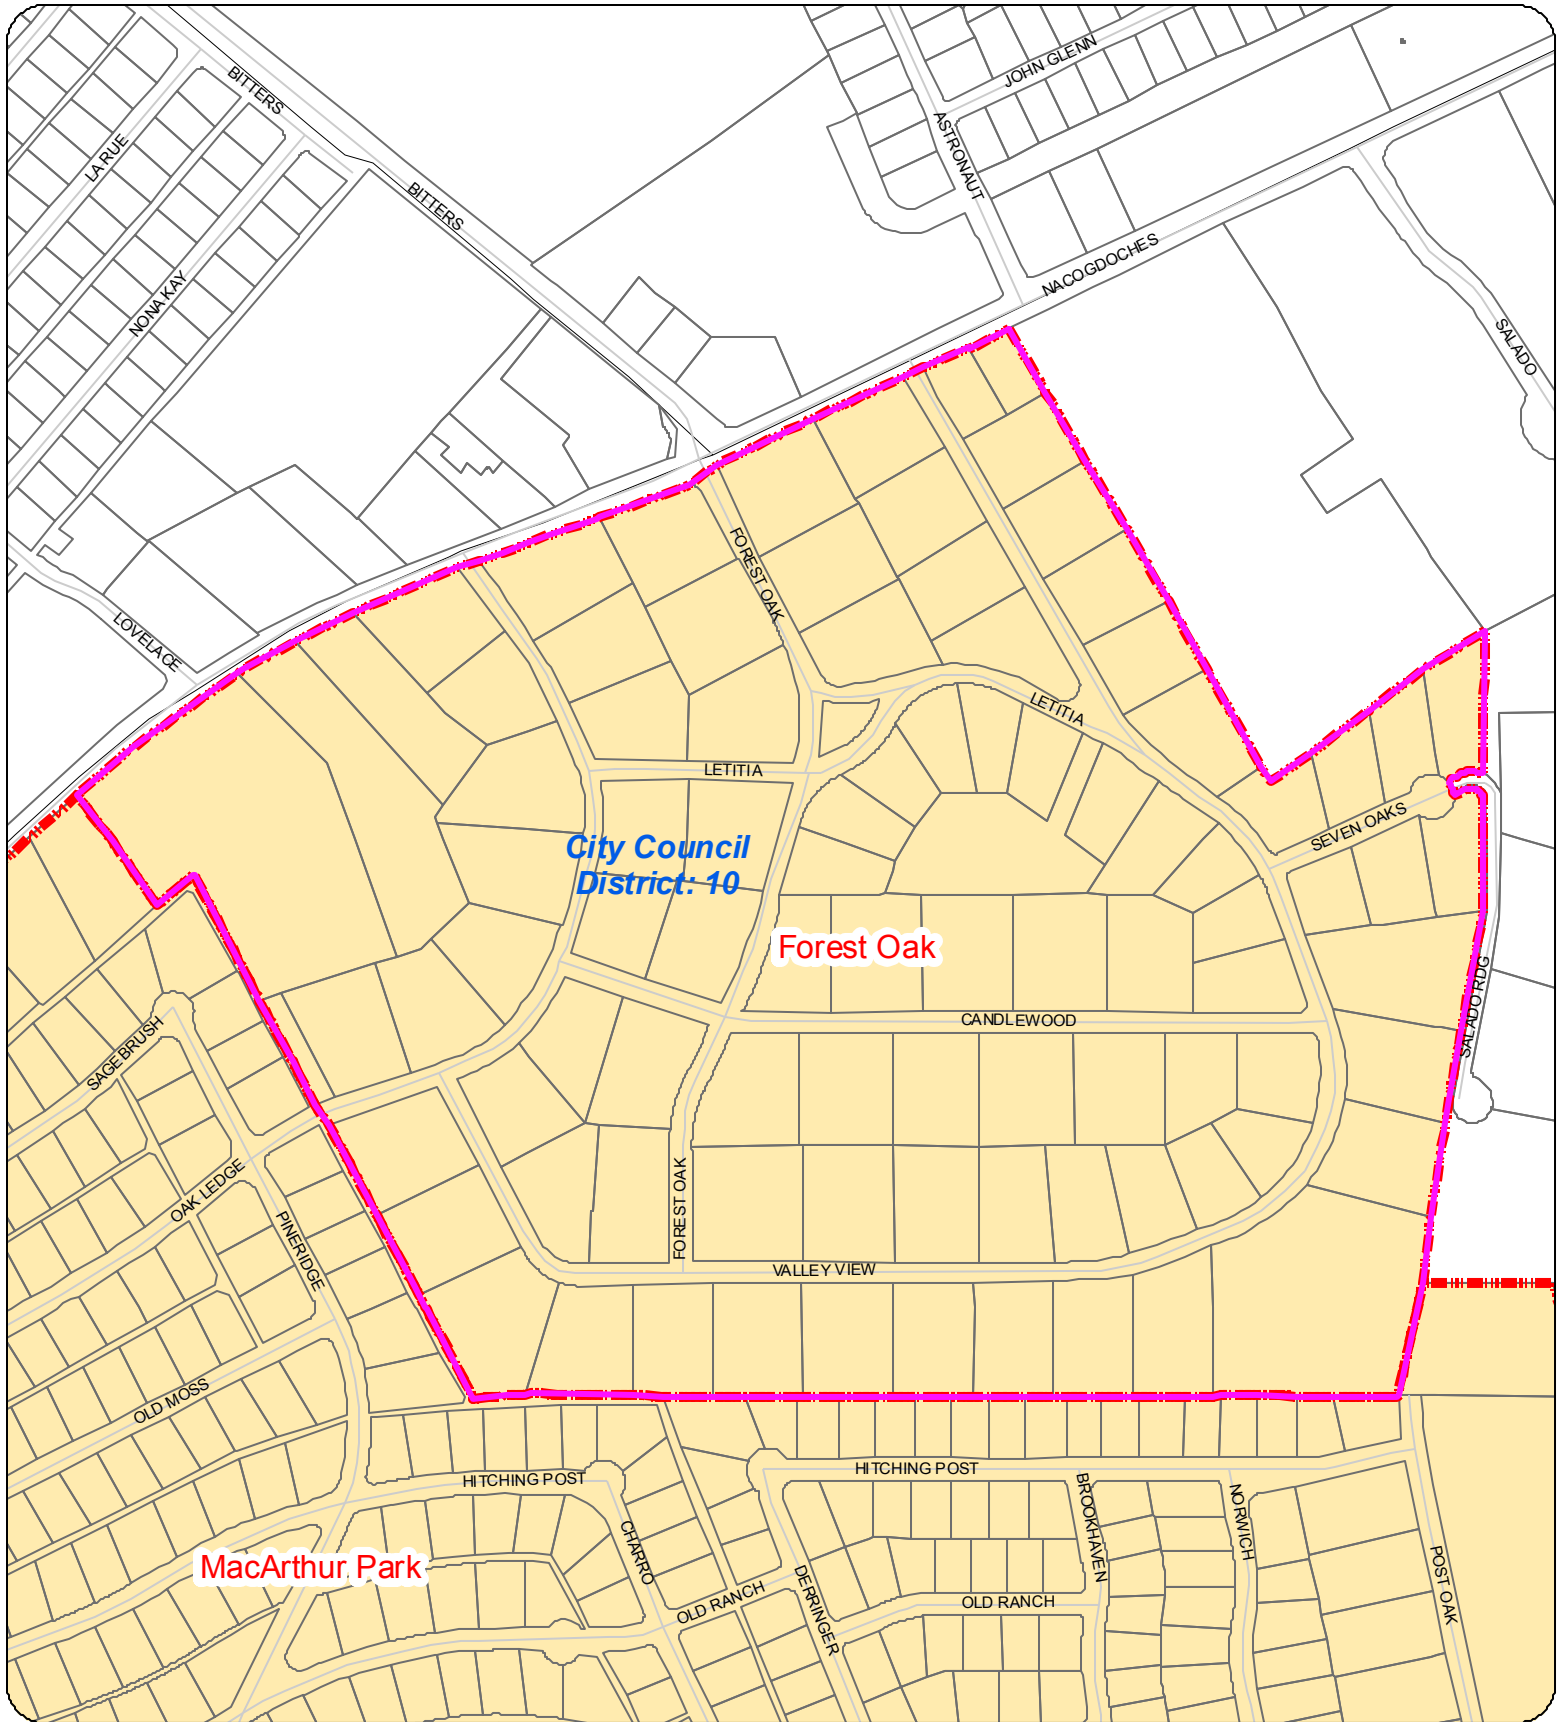 JOHN GLENN
BITTERS
LA RUE
ASTRONAUT
BITTERS
NACOGDOCHES
NONA KAY
SALADO
FOREST OAK
LOVELACE
LETITIA
LETITIA
SEVEN OAKS
City Council
District: 10
Forest Oak
SALADO RDG
CANDLEWOOD
SAGEBRUSH
OAK LEDGE
FOREST OAK
PINERIDGE
VALLEY VIEW
OLD MOSS
HITCHING POST
HITCHING POST
BROOKHAVEN
NORWICH
CHARRO
MacArthur Park
DERRINGER
POST OAK
OLD RANCH
OLD RANCH